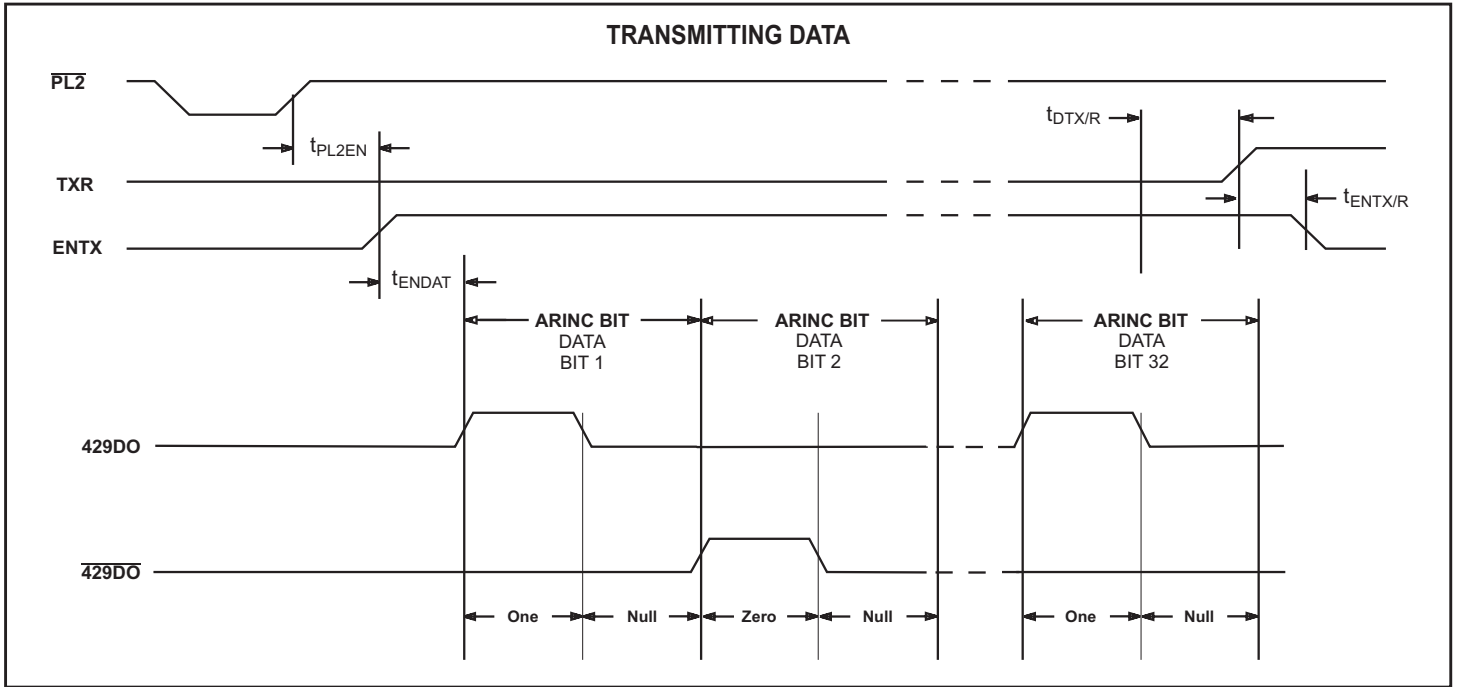 TRANSMITTING DATA
PL2
tDTX/R
tPL2EN
TXR
tENTX/R
ENTX
tENDAT
ARINC BIT
DATA
BIT 1
ARINC BIT
DATA
BIT 2
ARINC BIT
DATA
BIT 32
429DO
429DO
One
Null
Zero
Null
One
Null